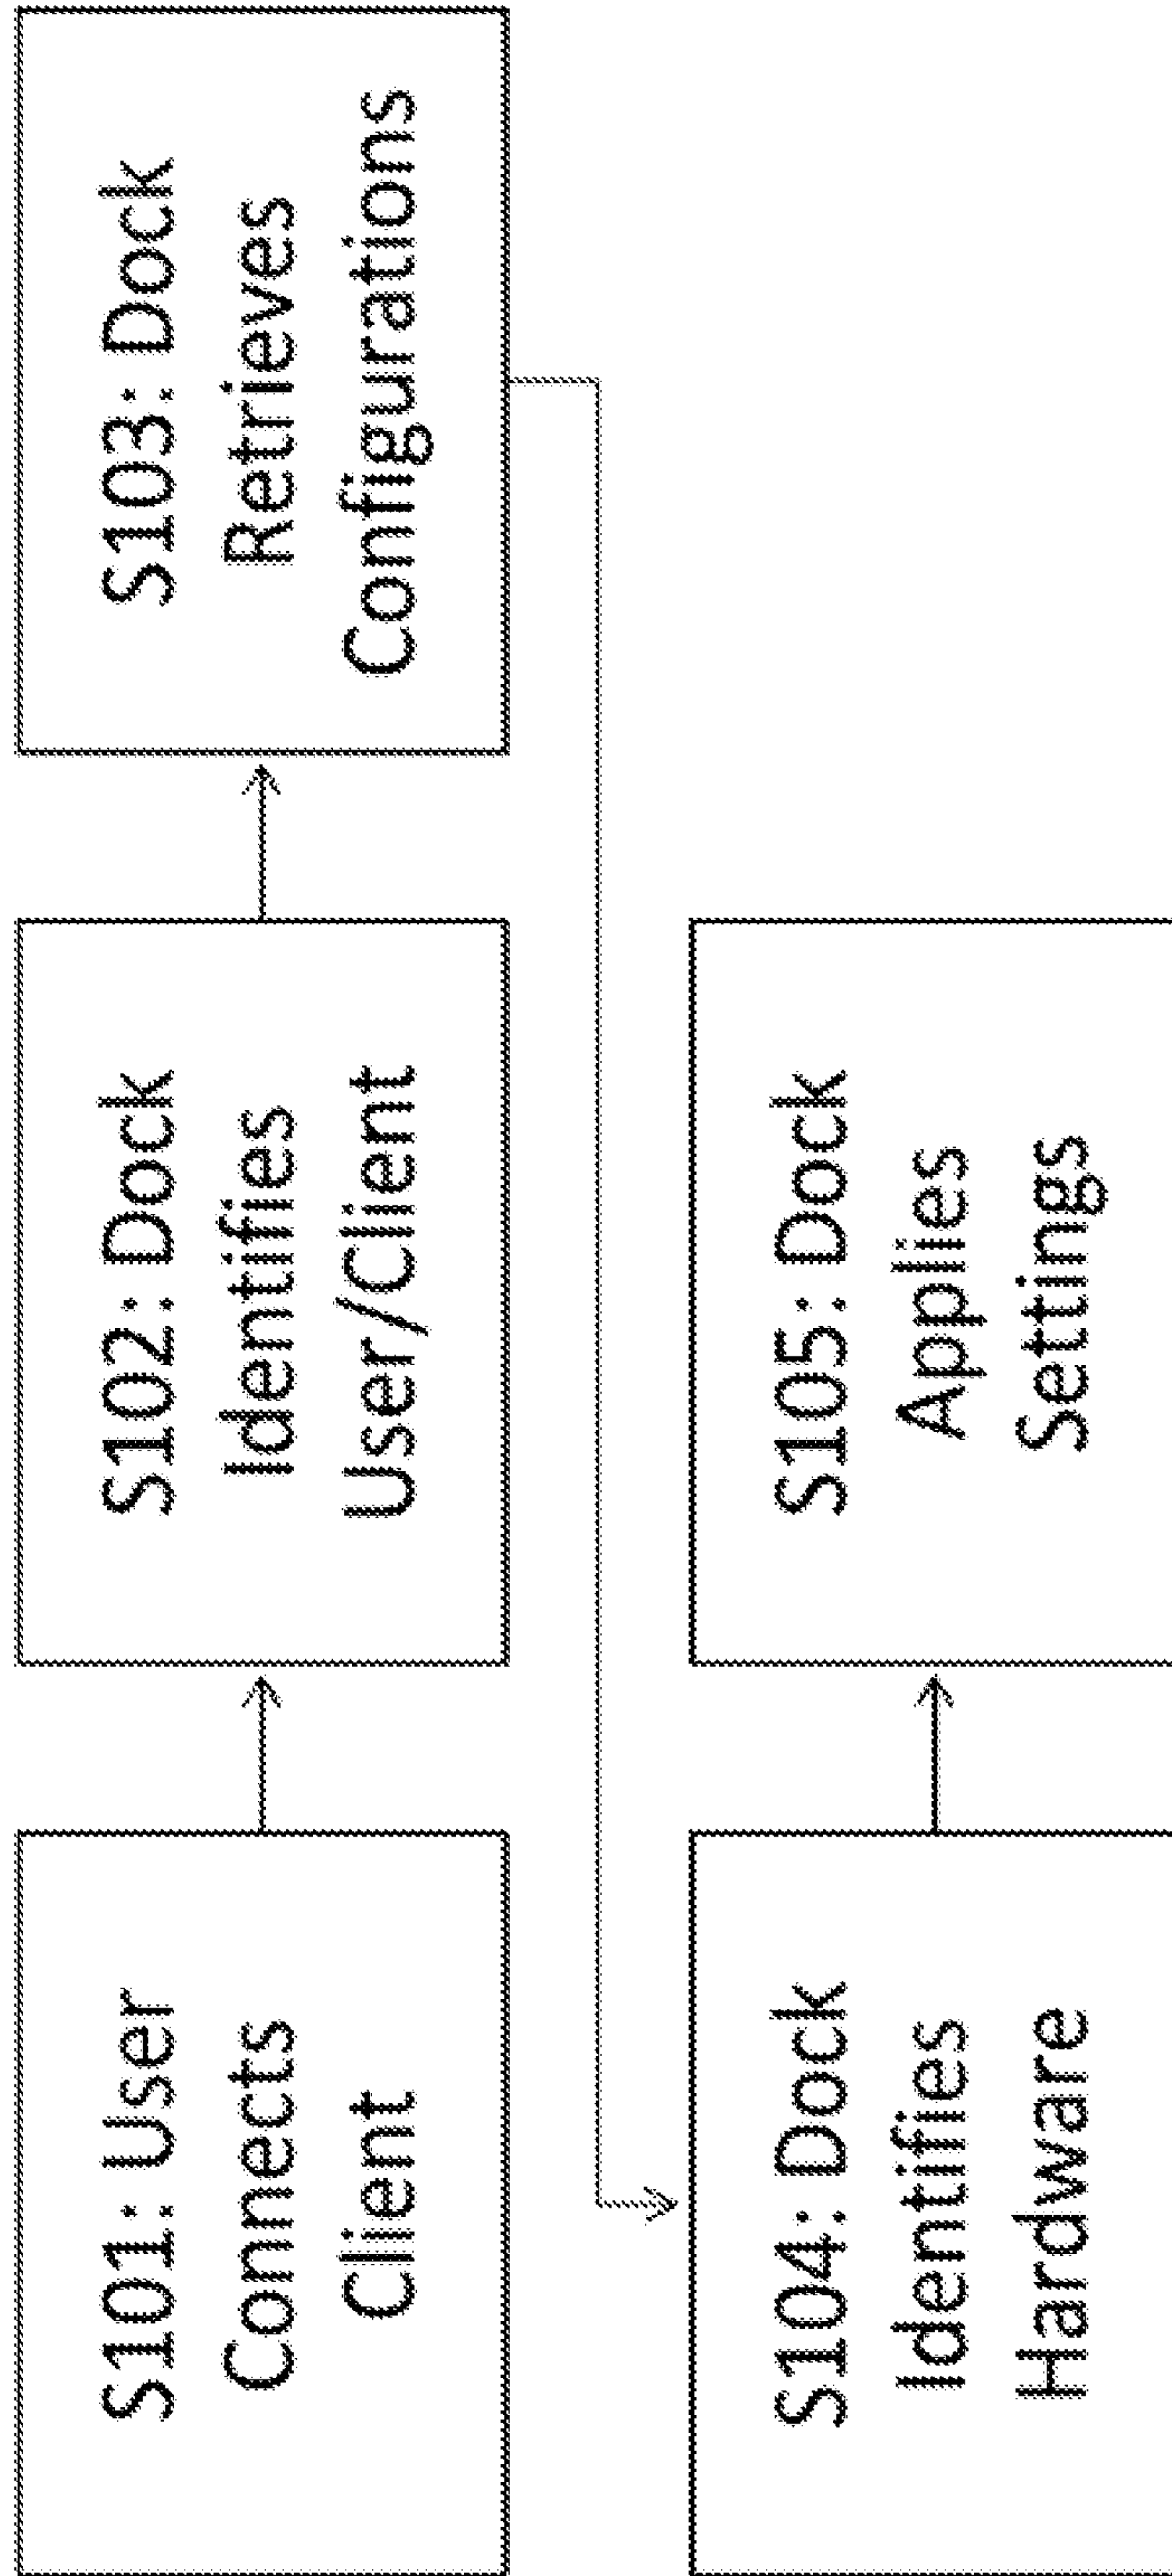 S101: User
Connects
Client
S102: Dock
Identifies
User/Client
S103: Dock
Retrieves
Configurations
S104: Dock
Identifies
Hardware
S105: Dock
Applies
Settings